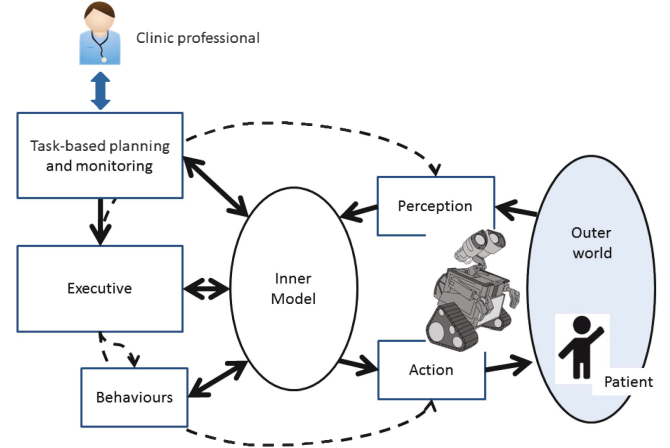 Clinic professional
Task-based planning
and monitoring
Perception
Outer
world
Executive
Inner
Model
Action
Patient
Behaviours